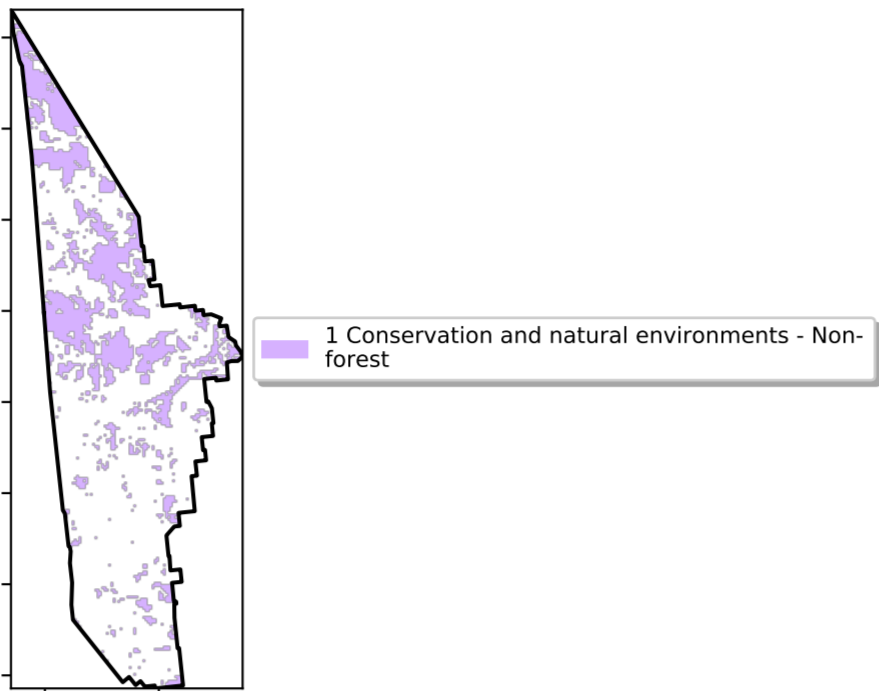 1 Conservation and natural environments - Non-
forest